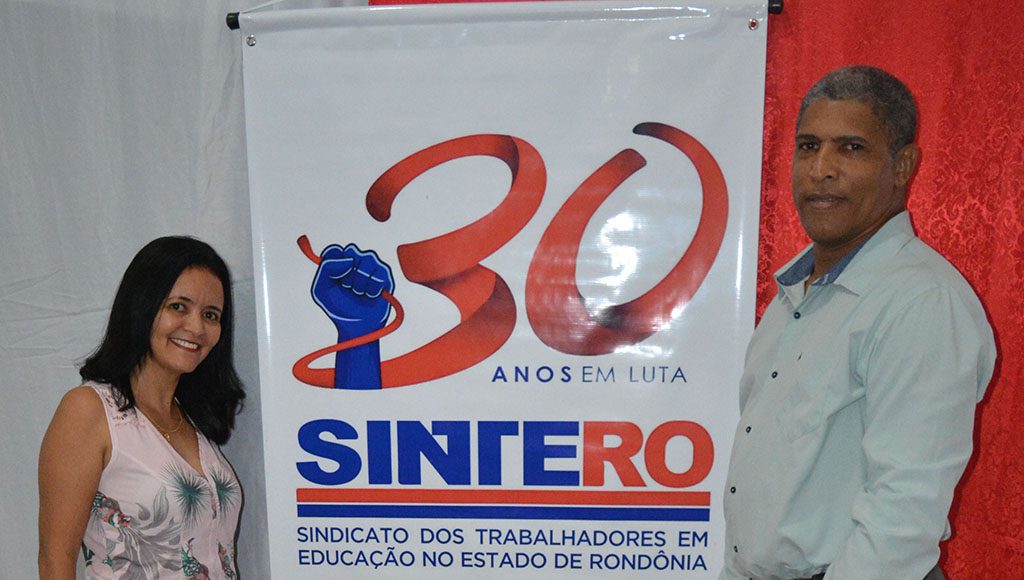 30
ANOS EM LUTA
SINTERO
SINDICATO DOS TRABALHADORES EM
EDUCAÇÃO NO ESTADO DE RONDÔNIA